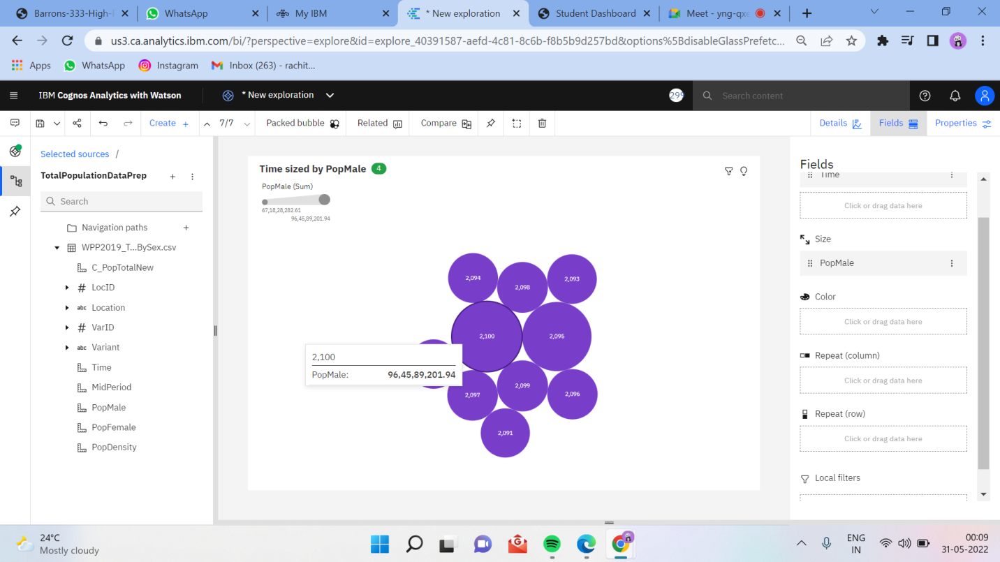 Barrons-333-High-
WhatsApp
My IBM
* New exploration
Student Dashboard
Meet - yng-qxe
us3.ca.analytics.ibm.com/bi/?perspective=explore&id=explore_40391587-aefd-4c81-8c6b-f8b5b9d257bd&options%5BdisableGlassPrefetc...
Apps
WhatsApp
Instagram
Inbox (263) - rachit...
IBM Cognos Analytics with Watson
* New exploration
299
Search content
Create +
7/7
Packed bubble
Related
Compare
Details
Fields
Properties
Selected sources /
TotalPopulationDataPrep
Search
Navigation paths
WPP2019_T...BySex.csv
C_PopTotalNew
# LocID
abc Location
# VarID
abc Variant
Time
MidPeriod
PopMale
PopFemale
PopDensity
Time sized by PopMale 4
PopMale (Sum)
67,18,28,282.61
96,45,89,201.94
2,094
2,098
2,093
2,100
2,095
2,100
PopMale: 96,45,89,201.94
2,097
2,099
2,096
2,091
Fields
Time
Click or drag data here
Size
PopMale
Color
Click or drag data here
Repeat (column)
Click or drag data here
Repeat (row)
Click or drag data here
Local filters
24°C
Mostly cloudy
ENG
IN
00:09
31-05-2022